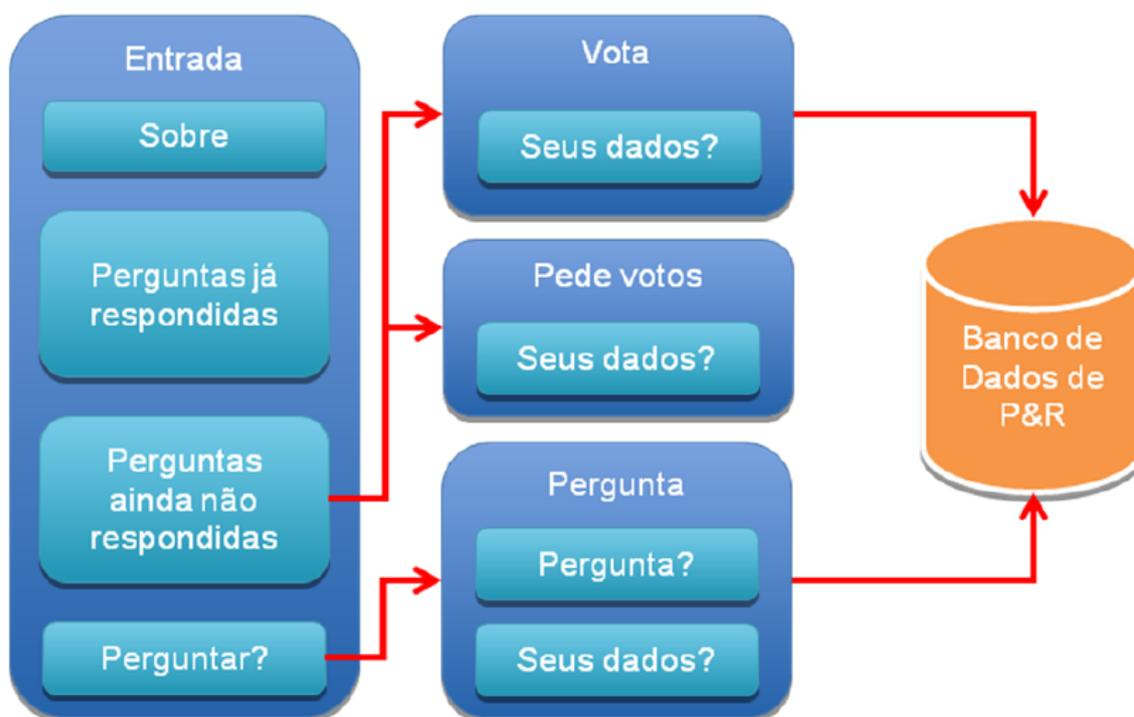 Entrada
Sobre
Perguntas já
respondidas
Perguntas
ainda não
respondidas
Perguntar?
Vota
Seus dados?
Pede votos
Seus dados?
Pergunta
Pergunta?
Seus dados?
Banco de
Dados de
P&R